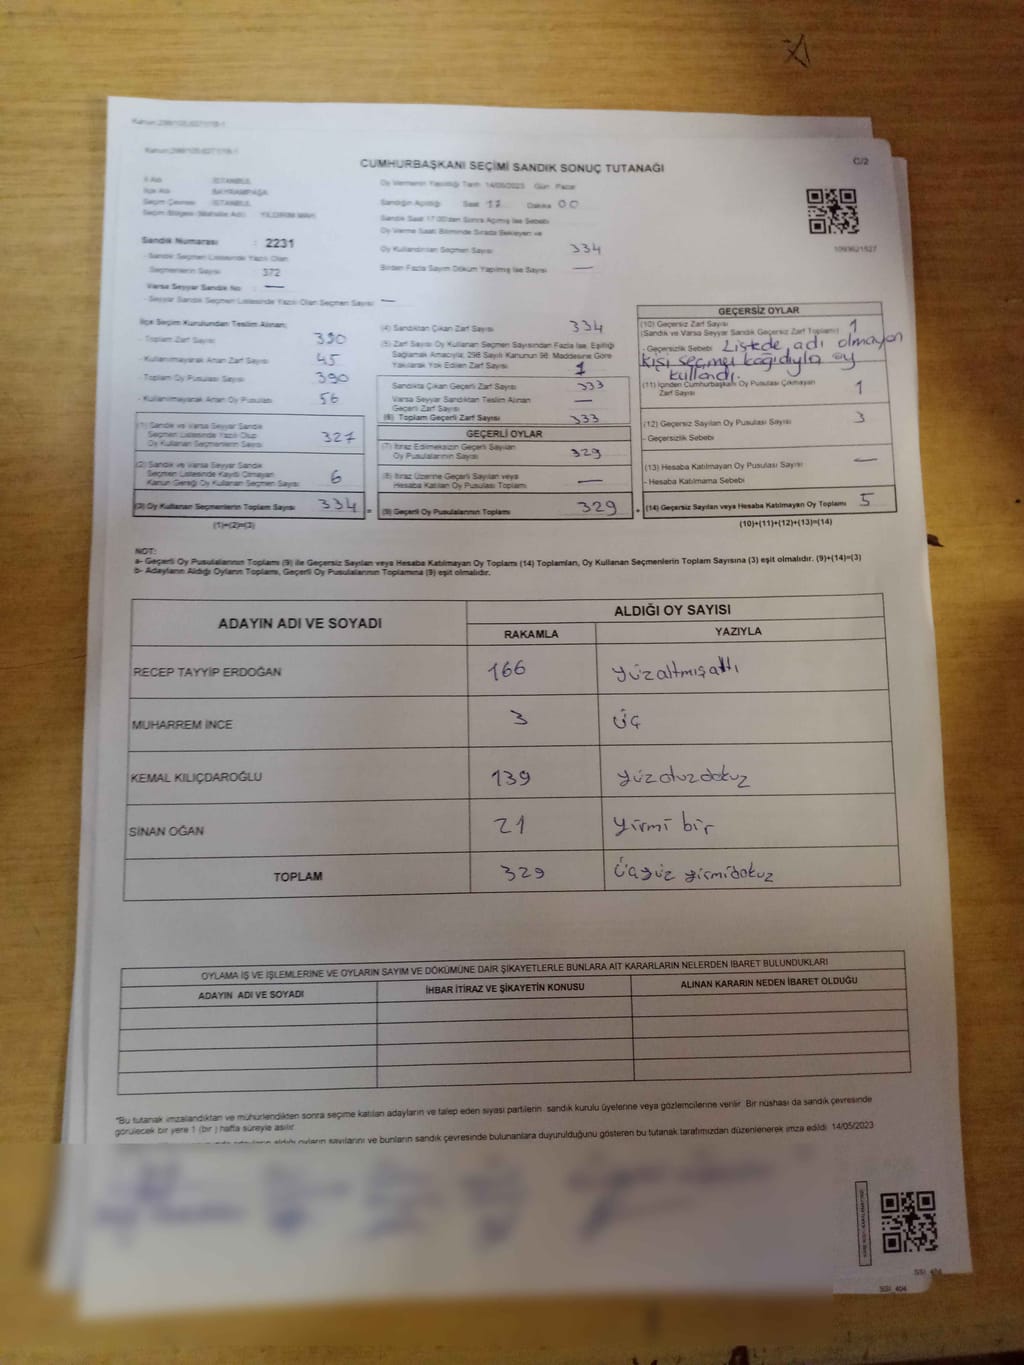 Kanun:298/105,6271/18-1
Kanun:298/105,6271/18-1
CUMHURBAŞKANI SEÇİMİ SANDIK SONUÇ TUTANAĞI
C/2
İl Adı : İSTANBUL
İlçe Adı : BAYRAMPAŞA
Seçim Çevresi : İSTANBUL
Seçim Bölgesi (Mahalle Adı) : YILDIRIM MAH.
Oy Vermenin Yapıldığı Tarih 14/05/2023 Gün Pazar
Sandığın Açıldığı Saat 17 Dakika 00
Sandık Saat 17.00'den Sonra Açılmış İse Sebebi
Oy Verme Saati Bitiminde Sırada Bekleyen ve
Oy Kullandırılan Seçmen Sayısı 334
Birden Fazla Sayım Döküm Yapılmış İse Sayısı —
1093621527
Sandık Numarası : 2231
- Sandık Seçmen Listesinde Yazılı Olan
Seçmenlerin Sayısı : 372
Varsa Seyyar Sandık No : —
- Seyyar Sandık Seçmen Listesinde Yazılı Olan Seçmen Sayısı : —
İlçe Seçim Kurulundan Teslim Alınan;
- Toplam Zarf Sayısı : 390
- Kullanılmayarak Artan Zarf Sayısı : 45
- Toplam Oy Pusulası Sayısı : 390
- Kullanılmayarak Artan Oy Pusulası : 56
(1) Sandık ve Varsa Seyyar Sandık
Seçmen Listesinde Yazılı Olup
Oy Kullanan Seçmenlerin Sayısı : 327
(2) Sandık ve Varsa Seyyar Sandık
Seçmen Listesinde Kayıtlı Olmayan
Kanun Gereği Oy Kullanan Seçmen Sayısı : 6
(3) Oy Kullanan Seçmenlerin Toplam Sayısı : 334
(1)+(2)=(3)
(4) Sandıktan Çıkan Zarf Sayısı : 334
(5) Zarf Sayısı Oy Kullanan Seçmen Sayısından Fazla İse, Eşitliği
Sağlamak Amacıyla; 298 Sayılı Kanunun 98. Maddesine Göre
Yakılarak Yok Edilen Zarf Sayısı : 1
Sandıkta Çıkan Geçerli Zarf Sayısı : 333
Varsa Seyyar Sandıktan Teslim Alınan
Geçerli Zarf Sayısı : —
(6) Toplam Geçerli Zarf Sayısı : 333
GEÇERLİ OYLAR
(7) İtiraz Edilmeksizin Geçerli Sayılan
Oy Pusulalarının Sayısı : 329
(8) İtiraz Üzerine Geçerli Sayılan veya
Hesaba Katılan Oy Pusulası Toplamı : —
(9) Geçerli Oy Pusulalarının Toplamı : 329
GEÇERSİZ OYLAR
(10) Geçersiz Zarf Sayısı
(Sandık ve Varsa Seyyar Sandık Geçersiz Zarf Toplamı) : 1
- Geçersizlik Sebebi Listede adı olmayan
kişi seçmen kağıdıyla oy
kullandı.
(11) İçinden Cumhurbaşkanı Oy Pusulası Çıkmayan
Zarf Sayısı : 1
(12) Geçersiz Sayılan Oy Pusulası Sayısı : 3
- Geçersizlik Sebebi
(13) Hesaba Katılmayan Oy Pusulası Sayısı : —
- Hesaba Katılmama Sebebi
(14) Geçersiz Sayılan veya Hesaba Katılmayan Oy Toplamı : 5
(10)+(11)+(12)+(13)=(14)
NOT:
a- Geçerli Oy Pusulalarının Toplamı (9) ile Geçersiz Sayılan veya Hesaba Katılmayan Oy Toplamı (14) Toplamları, Oy Kullanan Seçmenlerin Toplam Sayısına (3) eşit olmalıdır. (9)+(14)=(3)
b- Adayların Aldığı Oyların Toplamı, Geçerli Oy Pusulalarının Toplamına (9) eşit olmalıdır.
ADAYIN ADI VE SOYADI
ALDIĞI OY SAYISI
RAKAMLA YAZIYLA
RECEP TAYYİP ERDOĞAN 166 yüzaltmışaltı
MUHARREM İNCE 3 üç
KEMAL KILIÇDAROĞLU 139 yüzotuzdokuz
SİNAN OĞAN 21 yirmi bir
TOPLAM 329 üçyüz yirmidokuz
OYLAMA İŞ VE İŞLEMLERİNE VE OYLARIN SAYIM VE DÖKÜMÜNE DAİR ŞİKAYETLERLE BUNLARA AİT KARARLARIN NELERDEN İBARET BULUNDUKLARI
ADAYIN ADI VE SOYADI İHBAR İTİRAZ VE ŞİKAYETİN KONUSU ALINAN KARARIN NEDEN İBARET OLDUĞU
*Bu tutanak imzalandıktan ve mühürlendikten sonra seçime katılan adayların ve talep eden siyasi partilerin sandık kurulu üyelerine veya gözlemcilerine verilir. Bir nüshası da sandık çevresinde
görülecek bir yere 1 (bir) hafta süreyle asılır.
aldığı oyların sayılarını ve bunların sandık çevresinde bulunanlara duyurulduğunu gösteren bu tutanak tarafımızdan düzenlenerek imza edildi. 14/05/2023
SSİ_404
SSİ_404